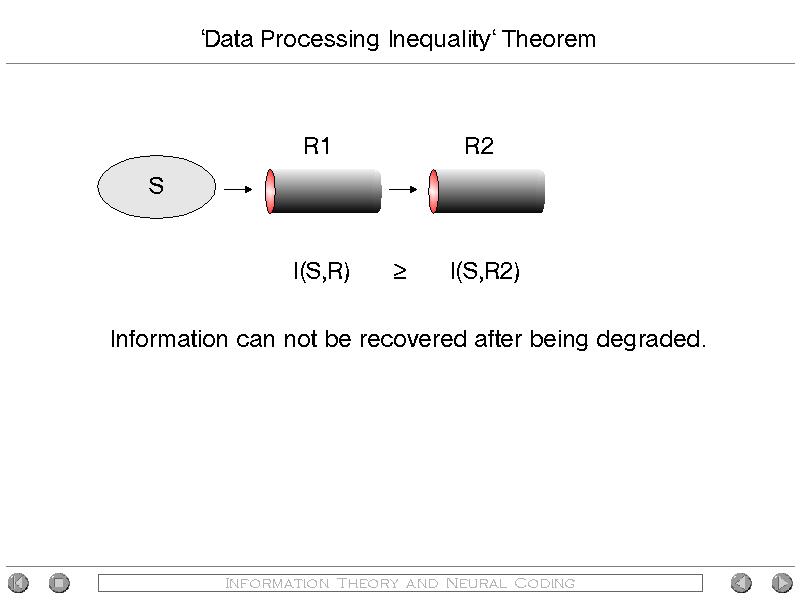 ‘Data Processing Inequality‘ Theorem
R1 R2
S
I(S,R) ≥ I(S,R2)
Information can not be recovered after being degraded.
Information Theory and Neural Coding